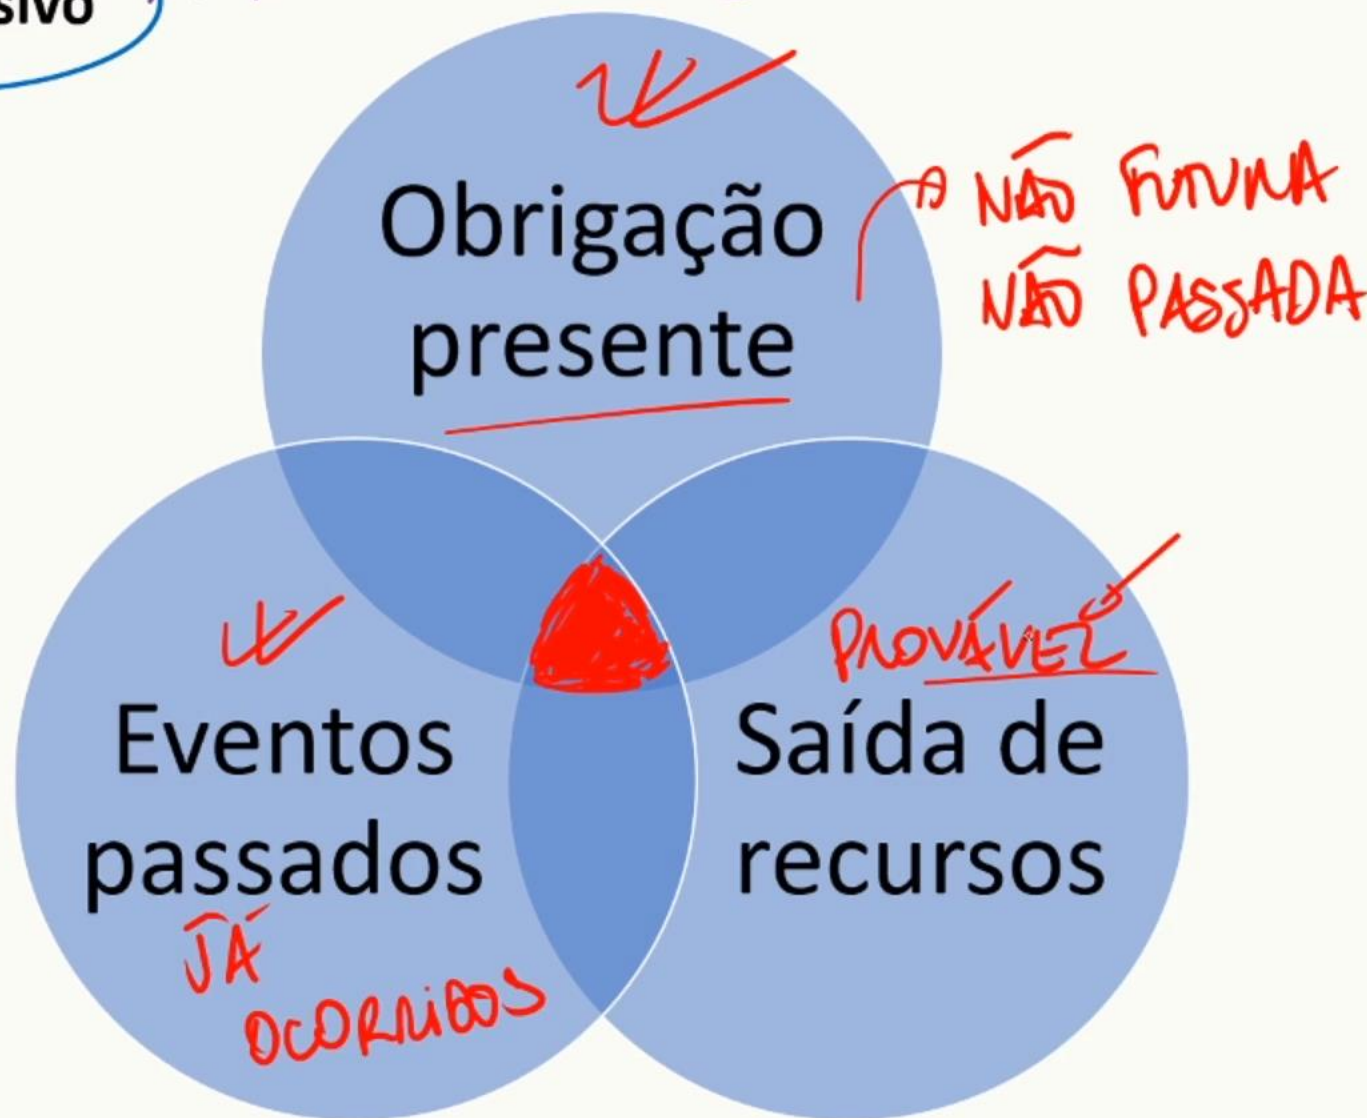 sivo
Obrigação
presente
NÃO FUTURA
NÃO PASSADA
PROVÁVEL
Eventos
passados
Saída de
recursos
JÁ
OCORRIDOS